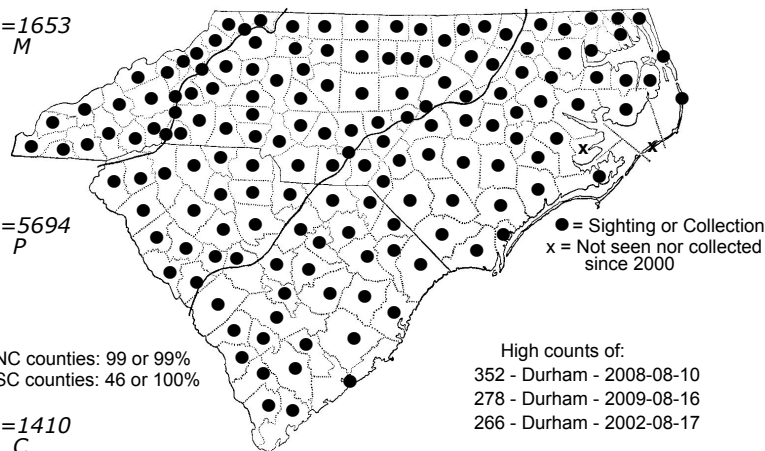 =1653
M
=5694
P
● = Sighting or Collection
x = Not seen nor collected
since 2000
x
x
NC counties: 99 or 99%
SC counties: 46 or 100%
High counts of:
352 - Durham - 2008-08-10
278 - Durham - 2009-08-16
266 - Durham - 2002-08-17
=1410
C